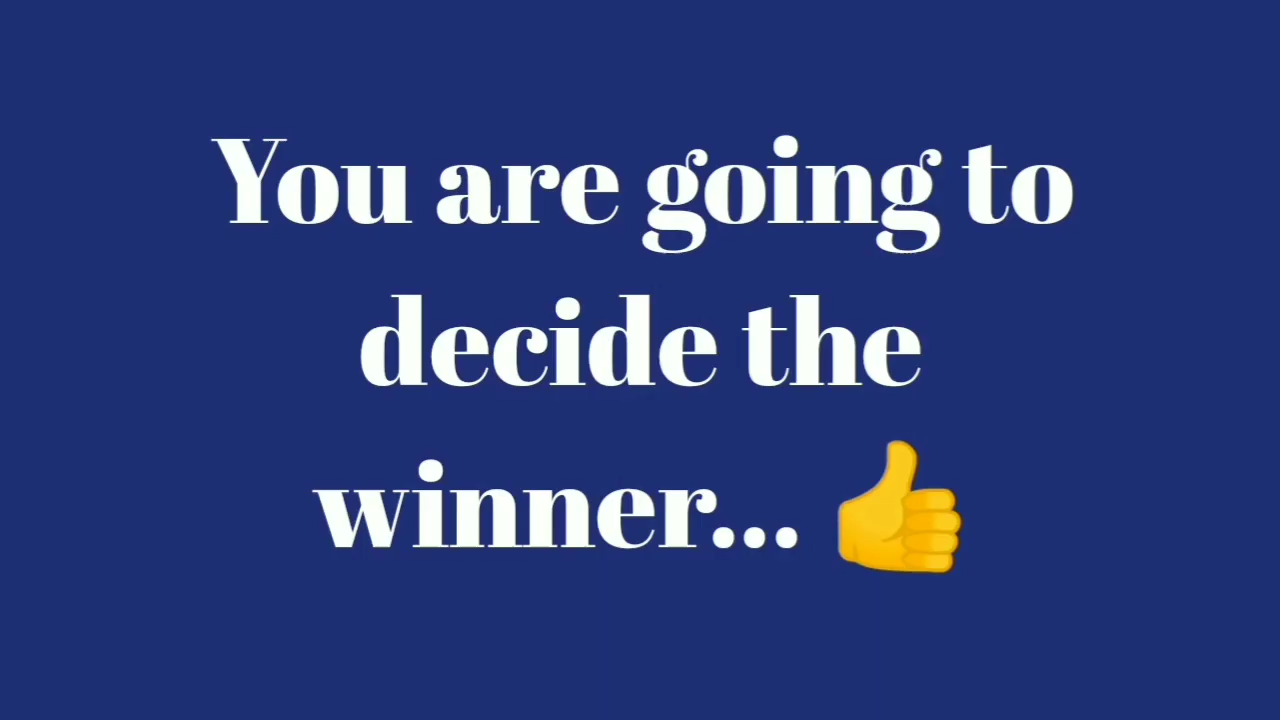 You are going to
decide the
winner... 👍